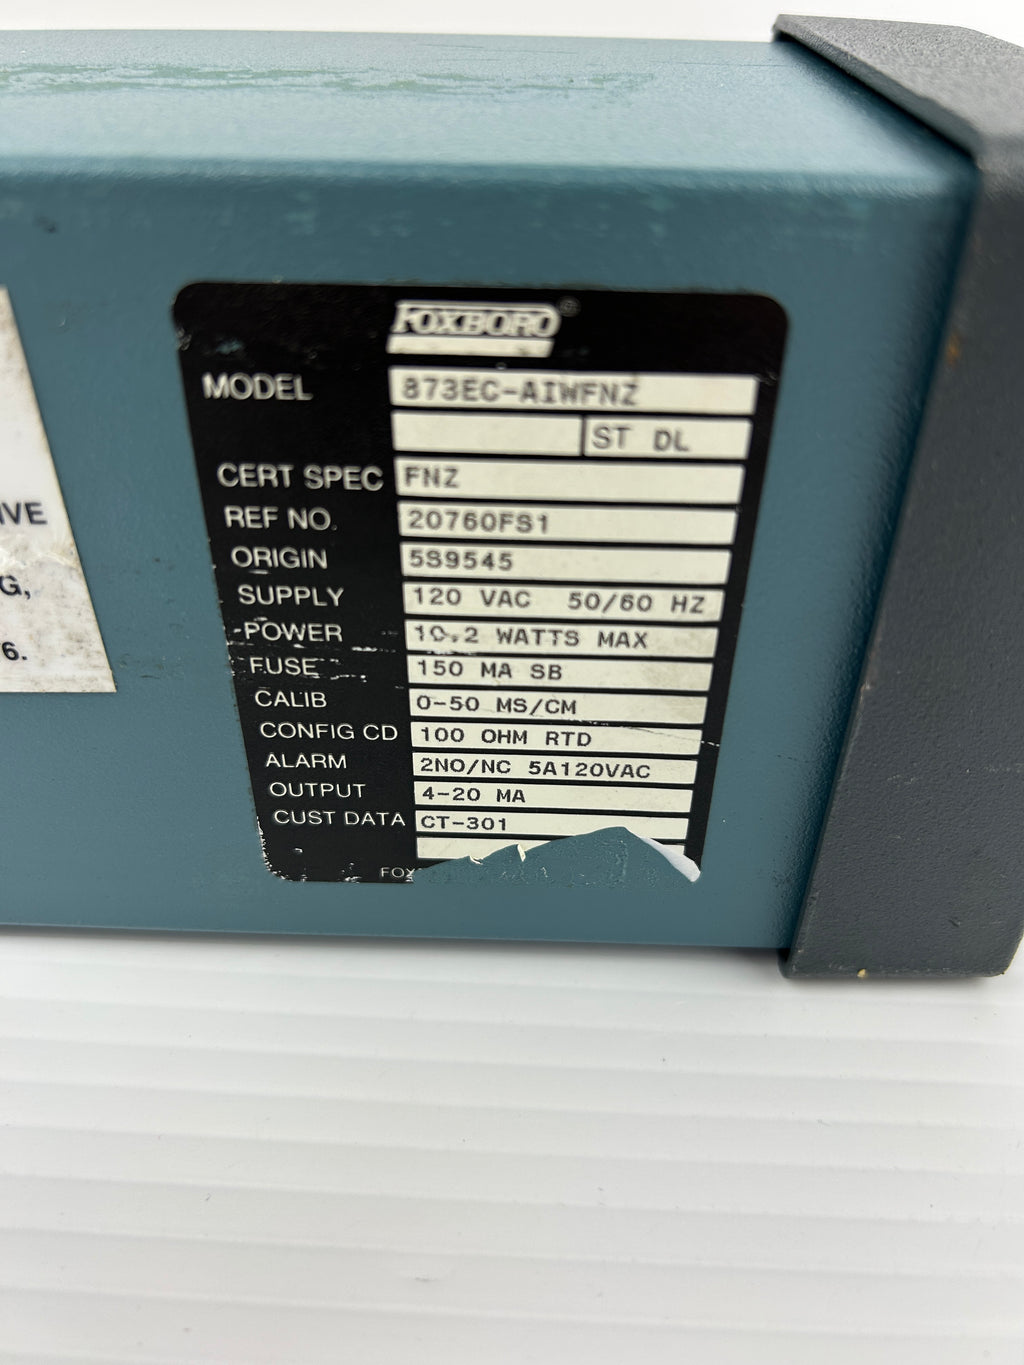 FOXBORO®
MODEL 873EC-AIWFNZ
ST DL
CERT SPEC FNZ
REF NO. 20760FS1
ORIGIN 5S9545
SUPPLY 120 VAC 50/60 HZ
POWER 10.2 WATTS MAX
FUSE 150 MA SB
CALIB 0-50 MS/CM
CONFIG CD 100 OHM RTD
ALARM 2NO/NC 5A120VAC
OUTPUT 4-20 MA
CUST DATA CT-301
FOX
IVE
G,
6.